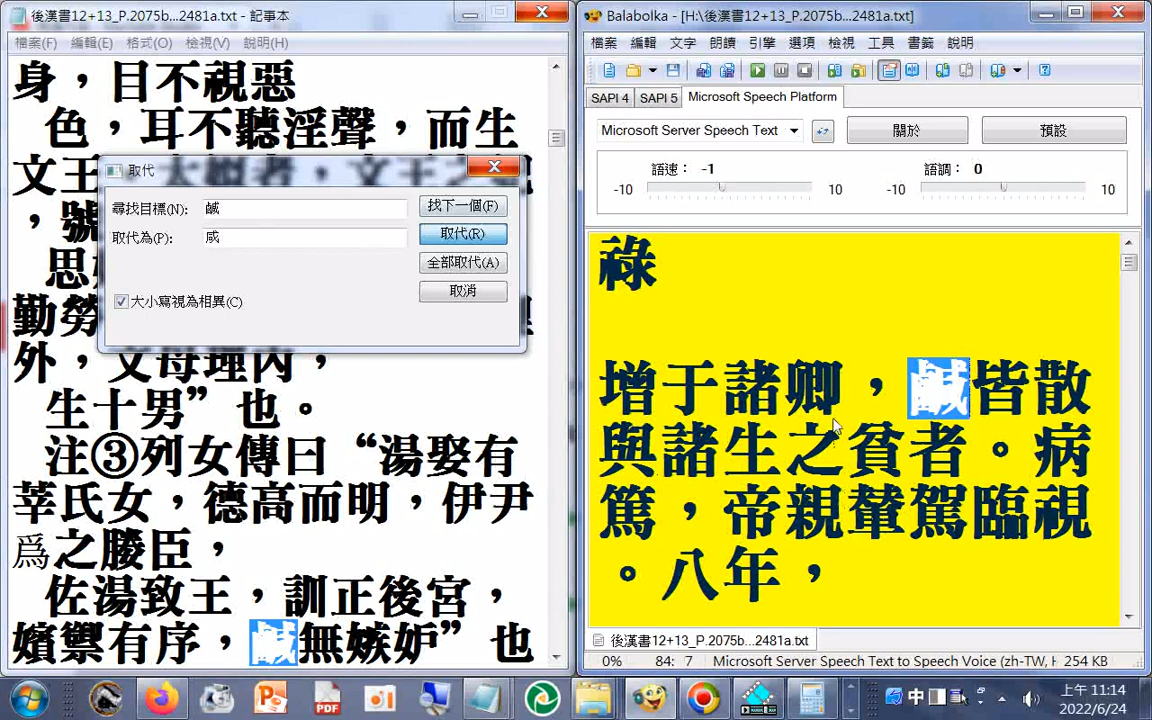 後漢書12+13_P.2075b...2481a.txt - 記事本
檔案(F) 編輯(E) 格式(O) 檢視(V) 說明(H)
身，目不視惡
色，耳不聽淫聲，而生
文王
，號
思
勤勞
外，文母理內，
生十男”也。
注③列女傳曰“湯娶有
莘氏女，德高而明，伊尹
爲之媵臣，
佐湯致王，訓正後宮，
嬪禦有序，鹹無嫉妒”也
取代
尋找目標(N): 鹹
找下一個(F)
取代為(P): 咸
取代(R)
全部取代(A)
大小寫視為相異(C)
取消
Balabolka - [H:\後漢書12+13_P.2075b...2481a.txt]
檔案 編輯 文字 朗讀 引擎 選項 檢視 工具 書籤 說明
SAPI 4 SAPI 5 Microsoft Speech Platform
Microsoft Server Speech Text 關於 預設
語速： -1 語調： 0
-10 10 -10 10
祿
增于諸卿，鹹皆散
與諸生之貧者。病
篤，帝親輦駕臨視
。八年，
後漢書12+13_P.2075b...2481a.txt
0% 84: 7 Microsoft Server Speech Text to Speech Voice (zh-TW, H 254 KB
PDF
中
上午 11:14
2022/6/24